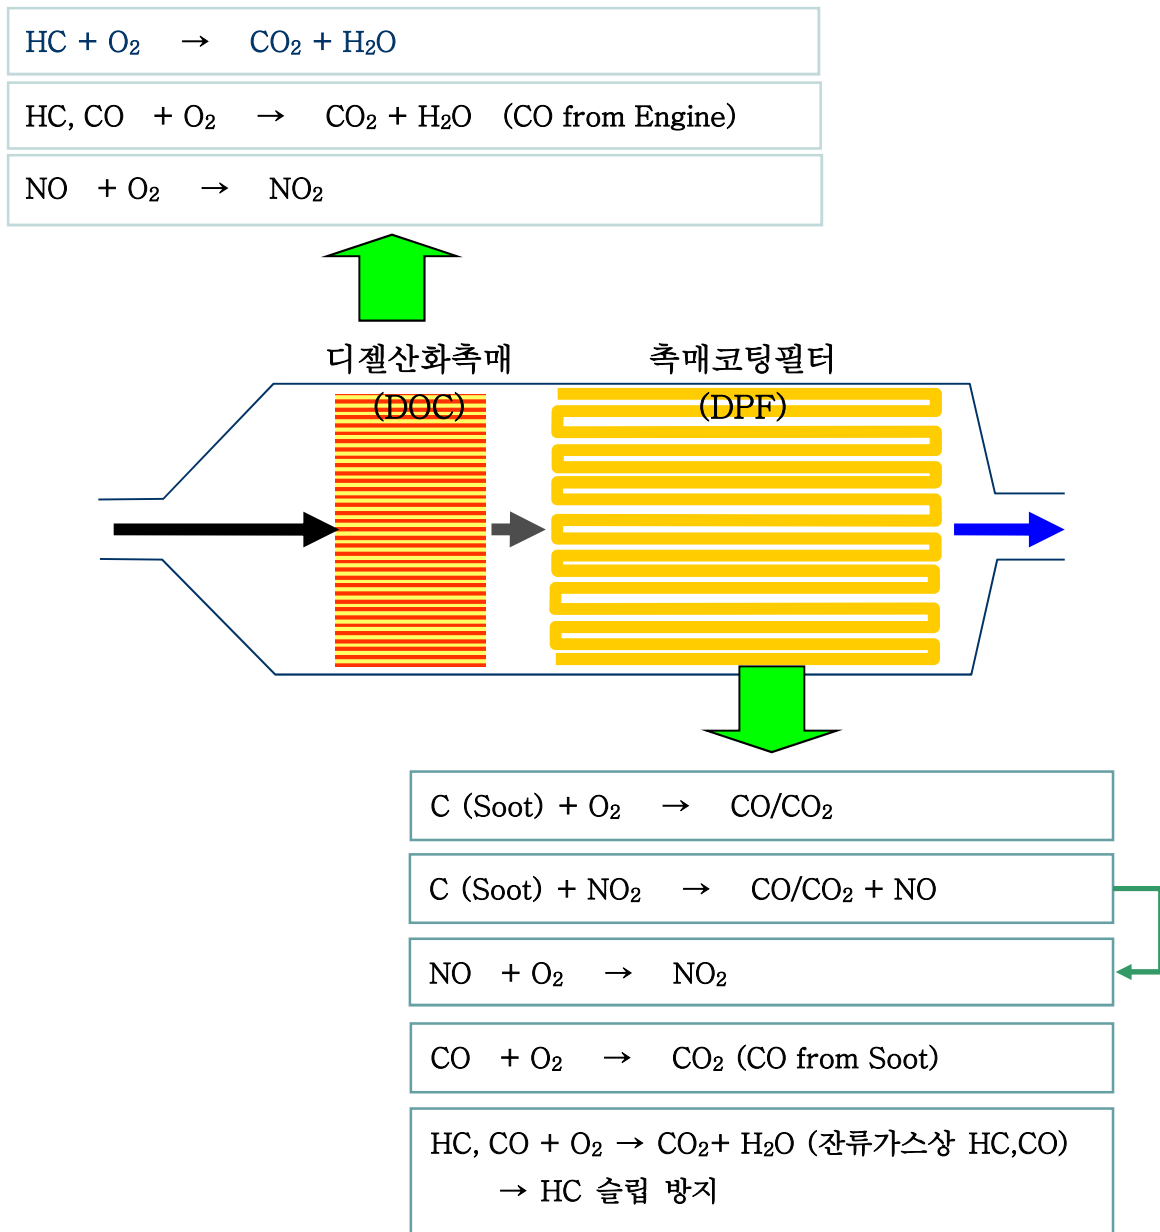 HC + O₂ → CO₂ + H₂O
HC, CO + O₂ → CO₂ + H₂O (CO from Engine)
NO + O₂ → NO₂
디젤산화촉매
(DOC)
촉매코팅필터
(DPF)
C (Soot) + O₂ → CO/CO₂
C (Soot) + NO₂ → CO/CO₂ + NO
NO + O₂ → NO₂
CO + O₂ → CO₂ (CO from Soot)
HC, CO + O₂ → CO₂+ H₂O (잔류가스상 HC,CO)
→ HC 슬립 방지